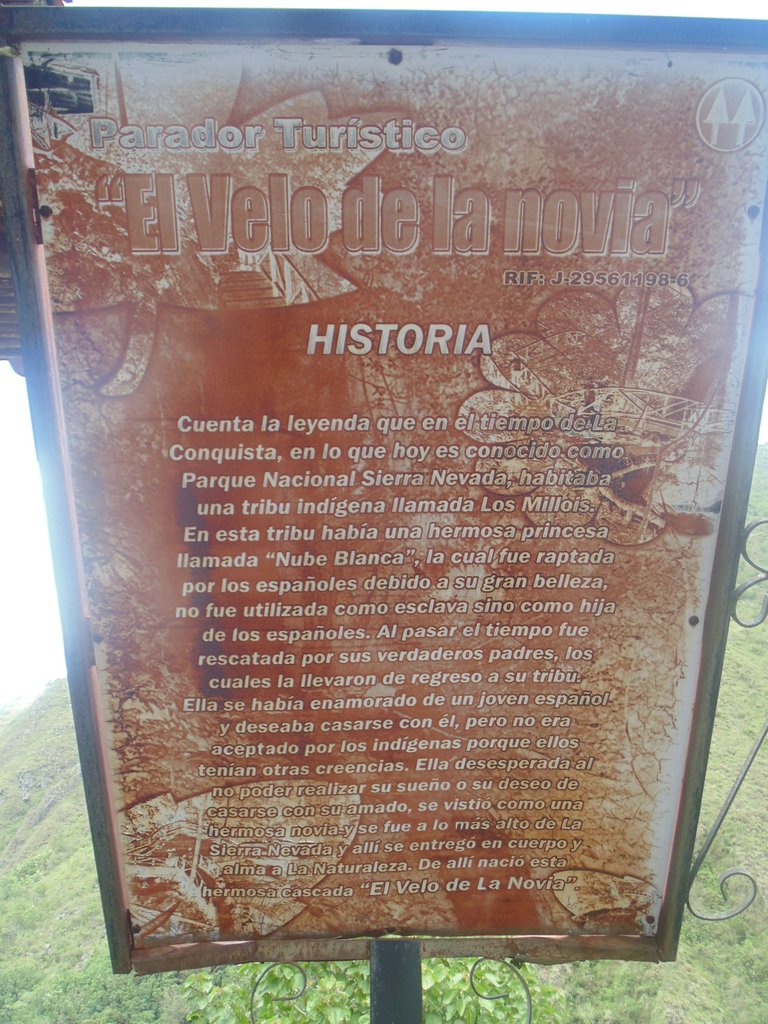 Parador Turístico
"El Velo de la novia"
RIF: J-29561198-6
HISTORIA
Cuenta la leyenda que en el tiempo de La
Conquista, en lo que hoy es conocido como
Parque Nacional Sierra Nevada, habitaba
una tribu indígena llamada Los Millois.
En esta tribu había una hermosa princesa
llamada "Nube Blanca", la cual fue raptada
por los españoles debido a su gran belleza,
no fue utilizada como esclava sino como hija
de los españoles. Al pasar el tiempo fue
rescatada por sus verdaderos padres, los
cuales la llevaron de regreso a su tribu.
Ella se había enamorado de un joven español
y deseaba casarse con él, pero no era
aceptado por los indígenas porque ellos
tenían otras creencias. Ella desesperada al
no poder realizar su sueño o su deseo de
casarse con su amado, se vistió como una
hermosa novia y se fue a lo más alto de La
Sierra Nevada y allí se entregó en cuerpo y
alma a La Naturaleza. De allí nació esta
hermosa cascada "El Velo de La Novia".